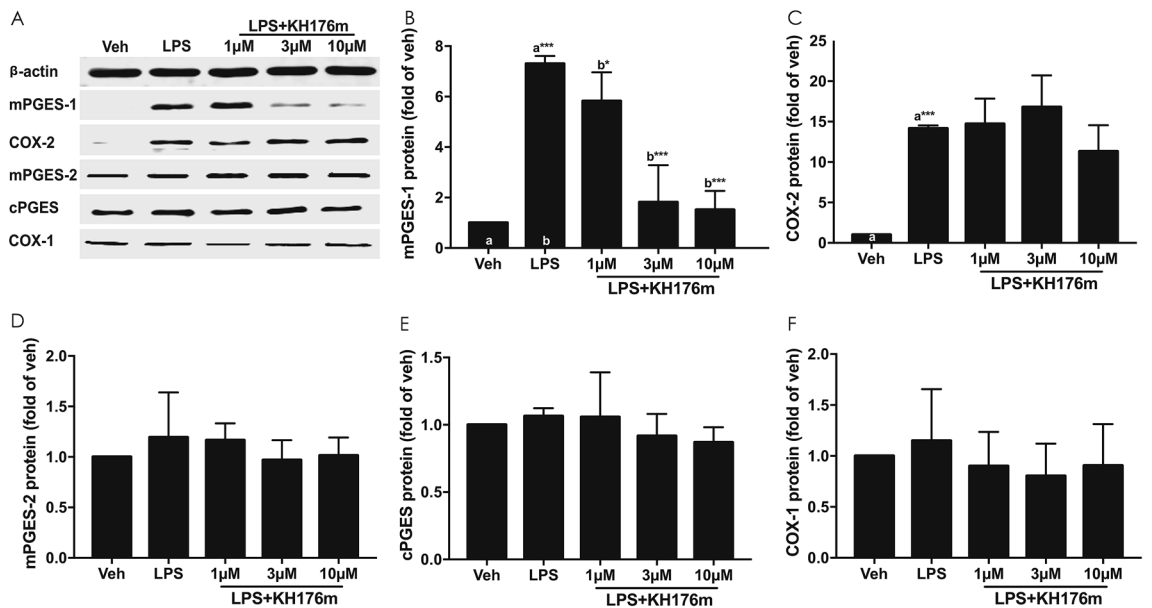 A
LPS+KH176m
Veh LPS 1µM 3µM 10µM
ß-actin
mPGES-1
COX-2
mPGES-2
cPGES
COX-1
B
mPGES-1 protein (fold of veh)
8
6
4
2
0
a***
b*
b***
b***
a
b
Veh LPS 1µM 3µM 10µM
LPS+KH176m
C
COX-2 protein (fold of veh)
25
20
15
10
5
0
a***
a
Veh LPS 1µM 3µM 10µM
LPS+KH176m
D
mPGES-2 protein (fold of veh)
2.0
1.5
1.0
0.5
0.0
Veh LPS 1µM 3µM 10µM
LPS+KH176m
E
cPGES protein (fold of veh)
1.5
1.0
0.5
0.0
Veh LPS 1µM 3µM 10µM
LPS+KH176m
F
COX-1 protein (fold of veh)
2.0
1.5
1.0
0.5
0.0
Veh LPS 1µM 3µM 10µM
LPS+KH176m